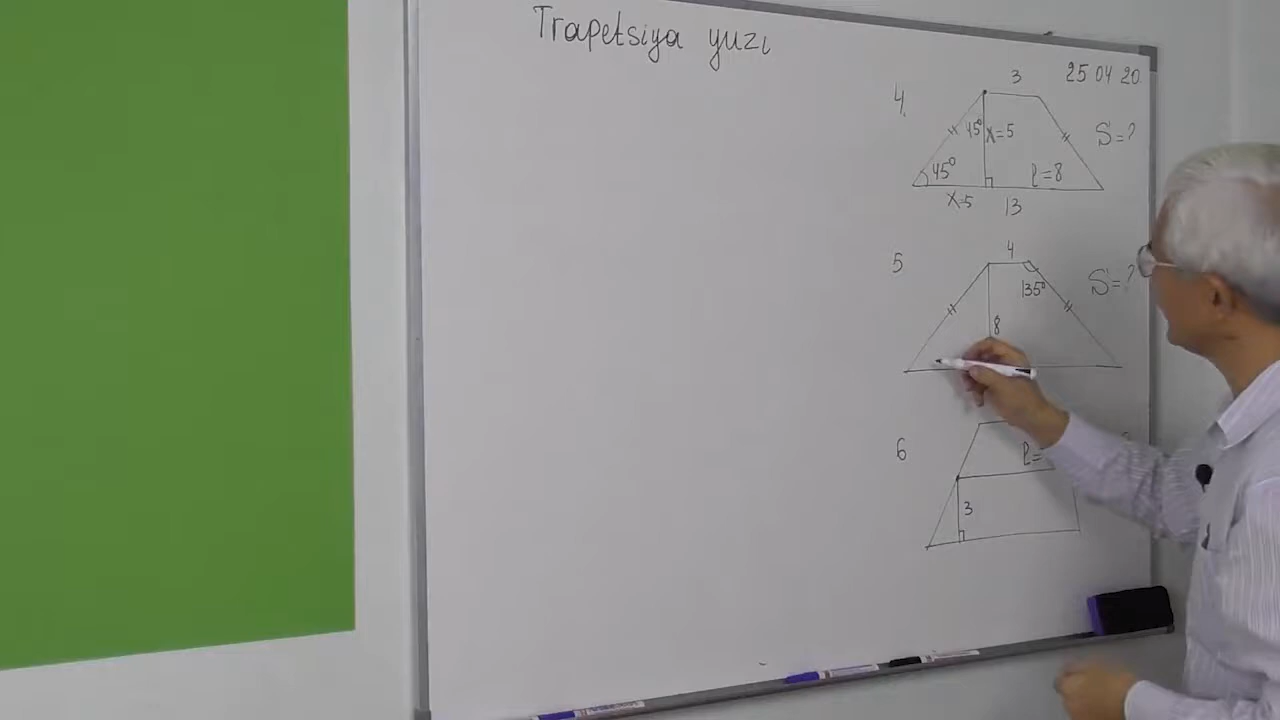 Trapetsiya yuzi
25 04 20
4.
3
45° x=5
S=?
45°
ℓ=8
x=5
13
5
4
135°
S=?
8
6
ℓ=
3